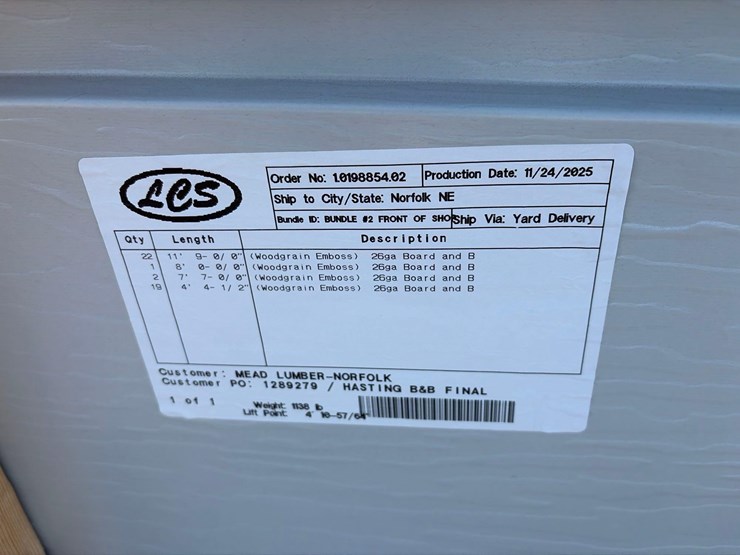 LCS
Order No: 1.0198854.02 Production Date: 11/24/2025
Ship to City/State: Norfolk NE
Bundle ID: BUNDLE #2 FRONT OF SHO Ship Via: Yard Delivery
Qty Length Description
22 11' 9- 0/ 0" (Woodgrain Emboss) 26ga Board and B
1 8' 0- 0/ 0" (Woodgrain Emboss) 26ga Board and B
2 7' 7- 0/ 0" (Woodgrain Emboss) 26ga Board and B
19 4' 4- 1/ 2" (Woodgrain Emboss) 26ga Board and B
Customer: MEAD LUMBER-NORFOLK
Customer PO: 1289279 / HASTING B&B FINAL
1 of 1
Weight: 1138 lb
Lift Point: 4' 10-57/64"